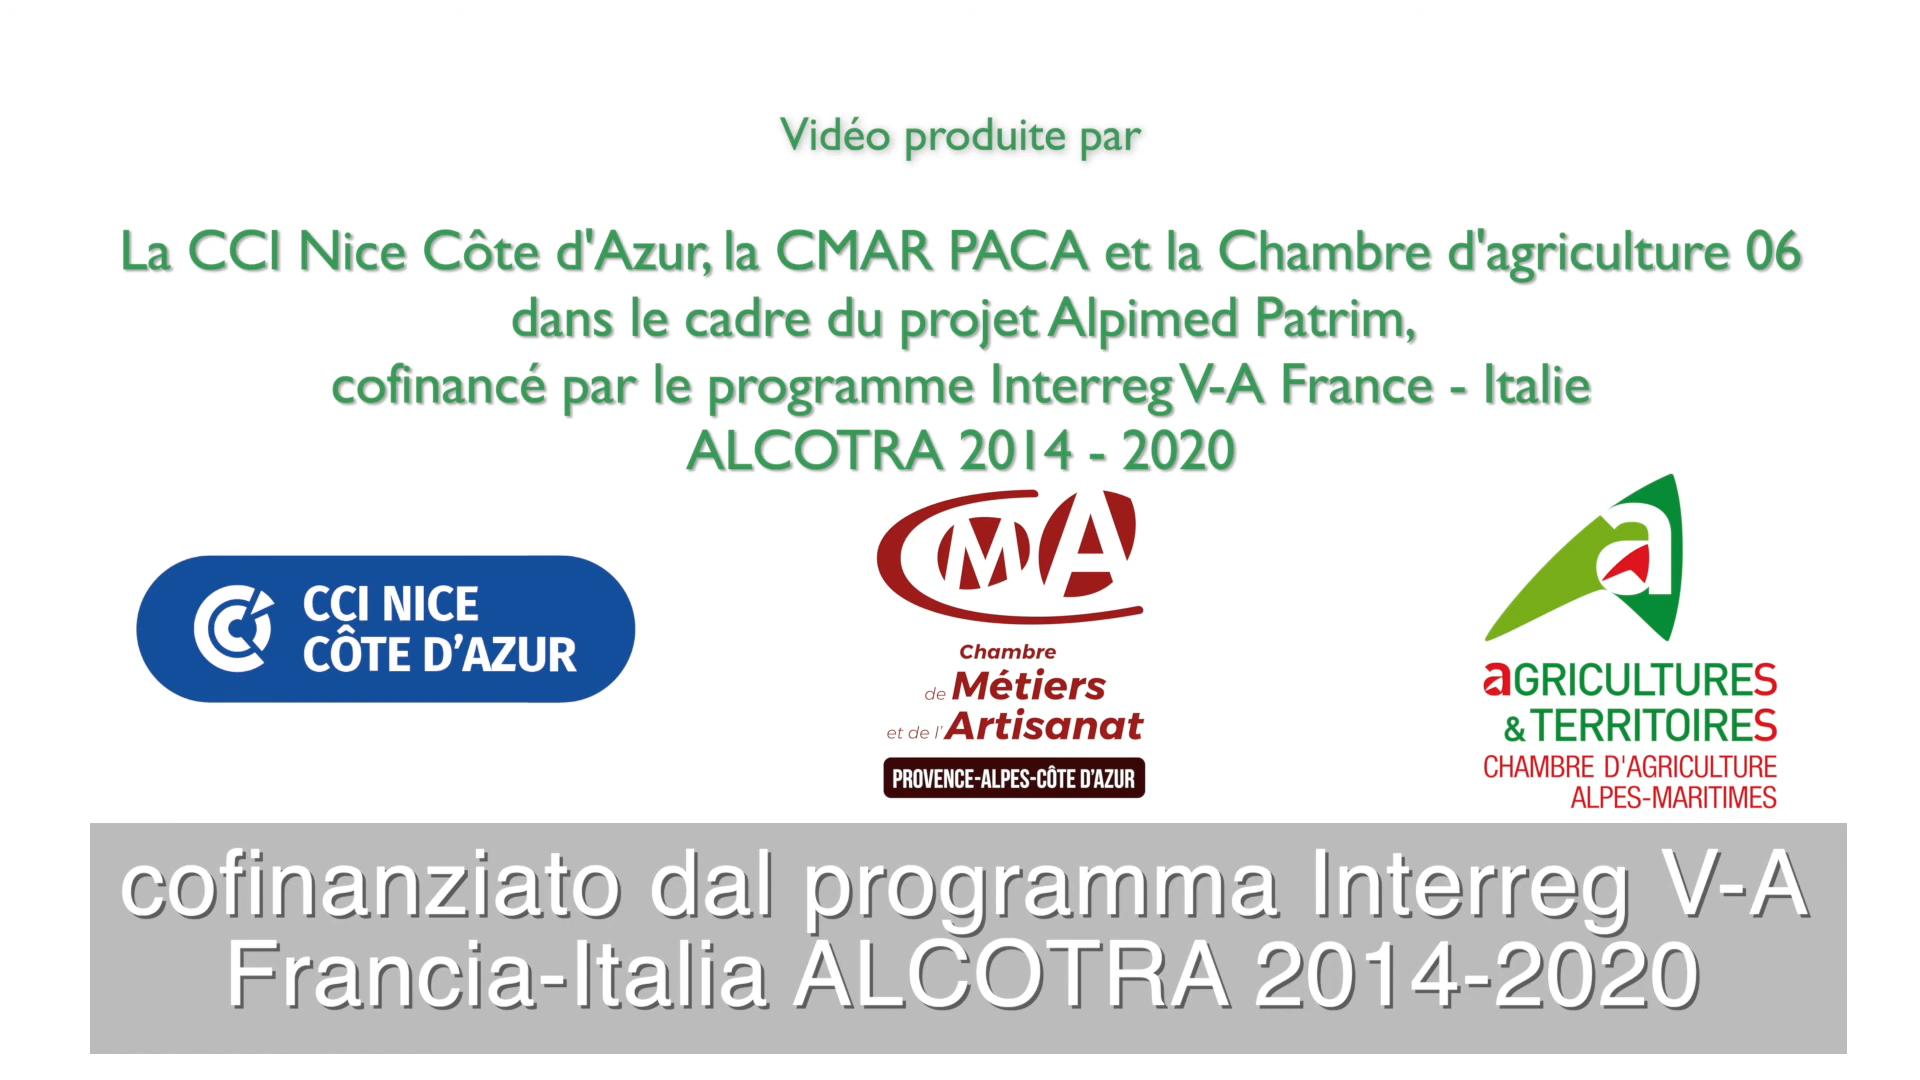 Vidéo produite par
La CCI Nice Côte d'Azur, la CMAR PACA et la Chambre d'agriculture 06
dans le cadre du projet Alpimed Patrim,
cofinancé par le programme Interreg V-A France - Italie
ALCOTRA 2014 - 2020
CCI NICE
CÔTE D'AZUR
CMA
Chambre
de Métiers
et de l'Artisanat
PROVENCE-ALPES-CÔTE D'AZUR
a
aGRICULTURES
& TERRITOIRES
CHAMBRE D'AGRICULTURE
ALPES-MARITIMES
cofinanziato dal programma Interreg V-A
Francia-Italia ALCOTRA 2014-2020